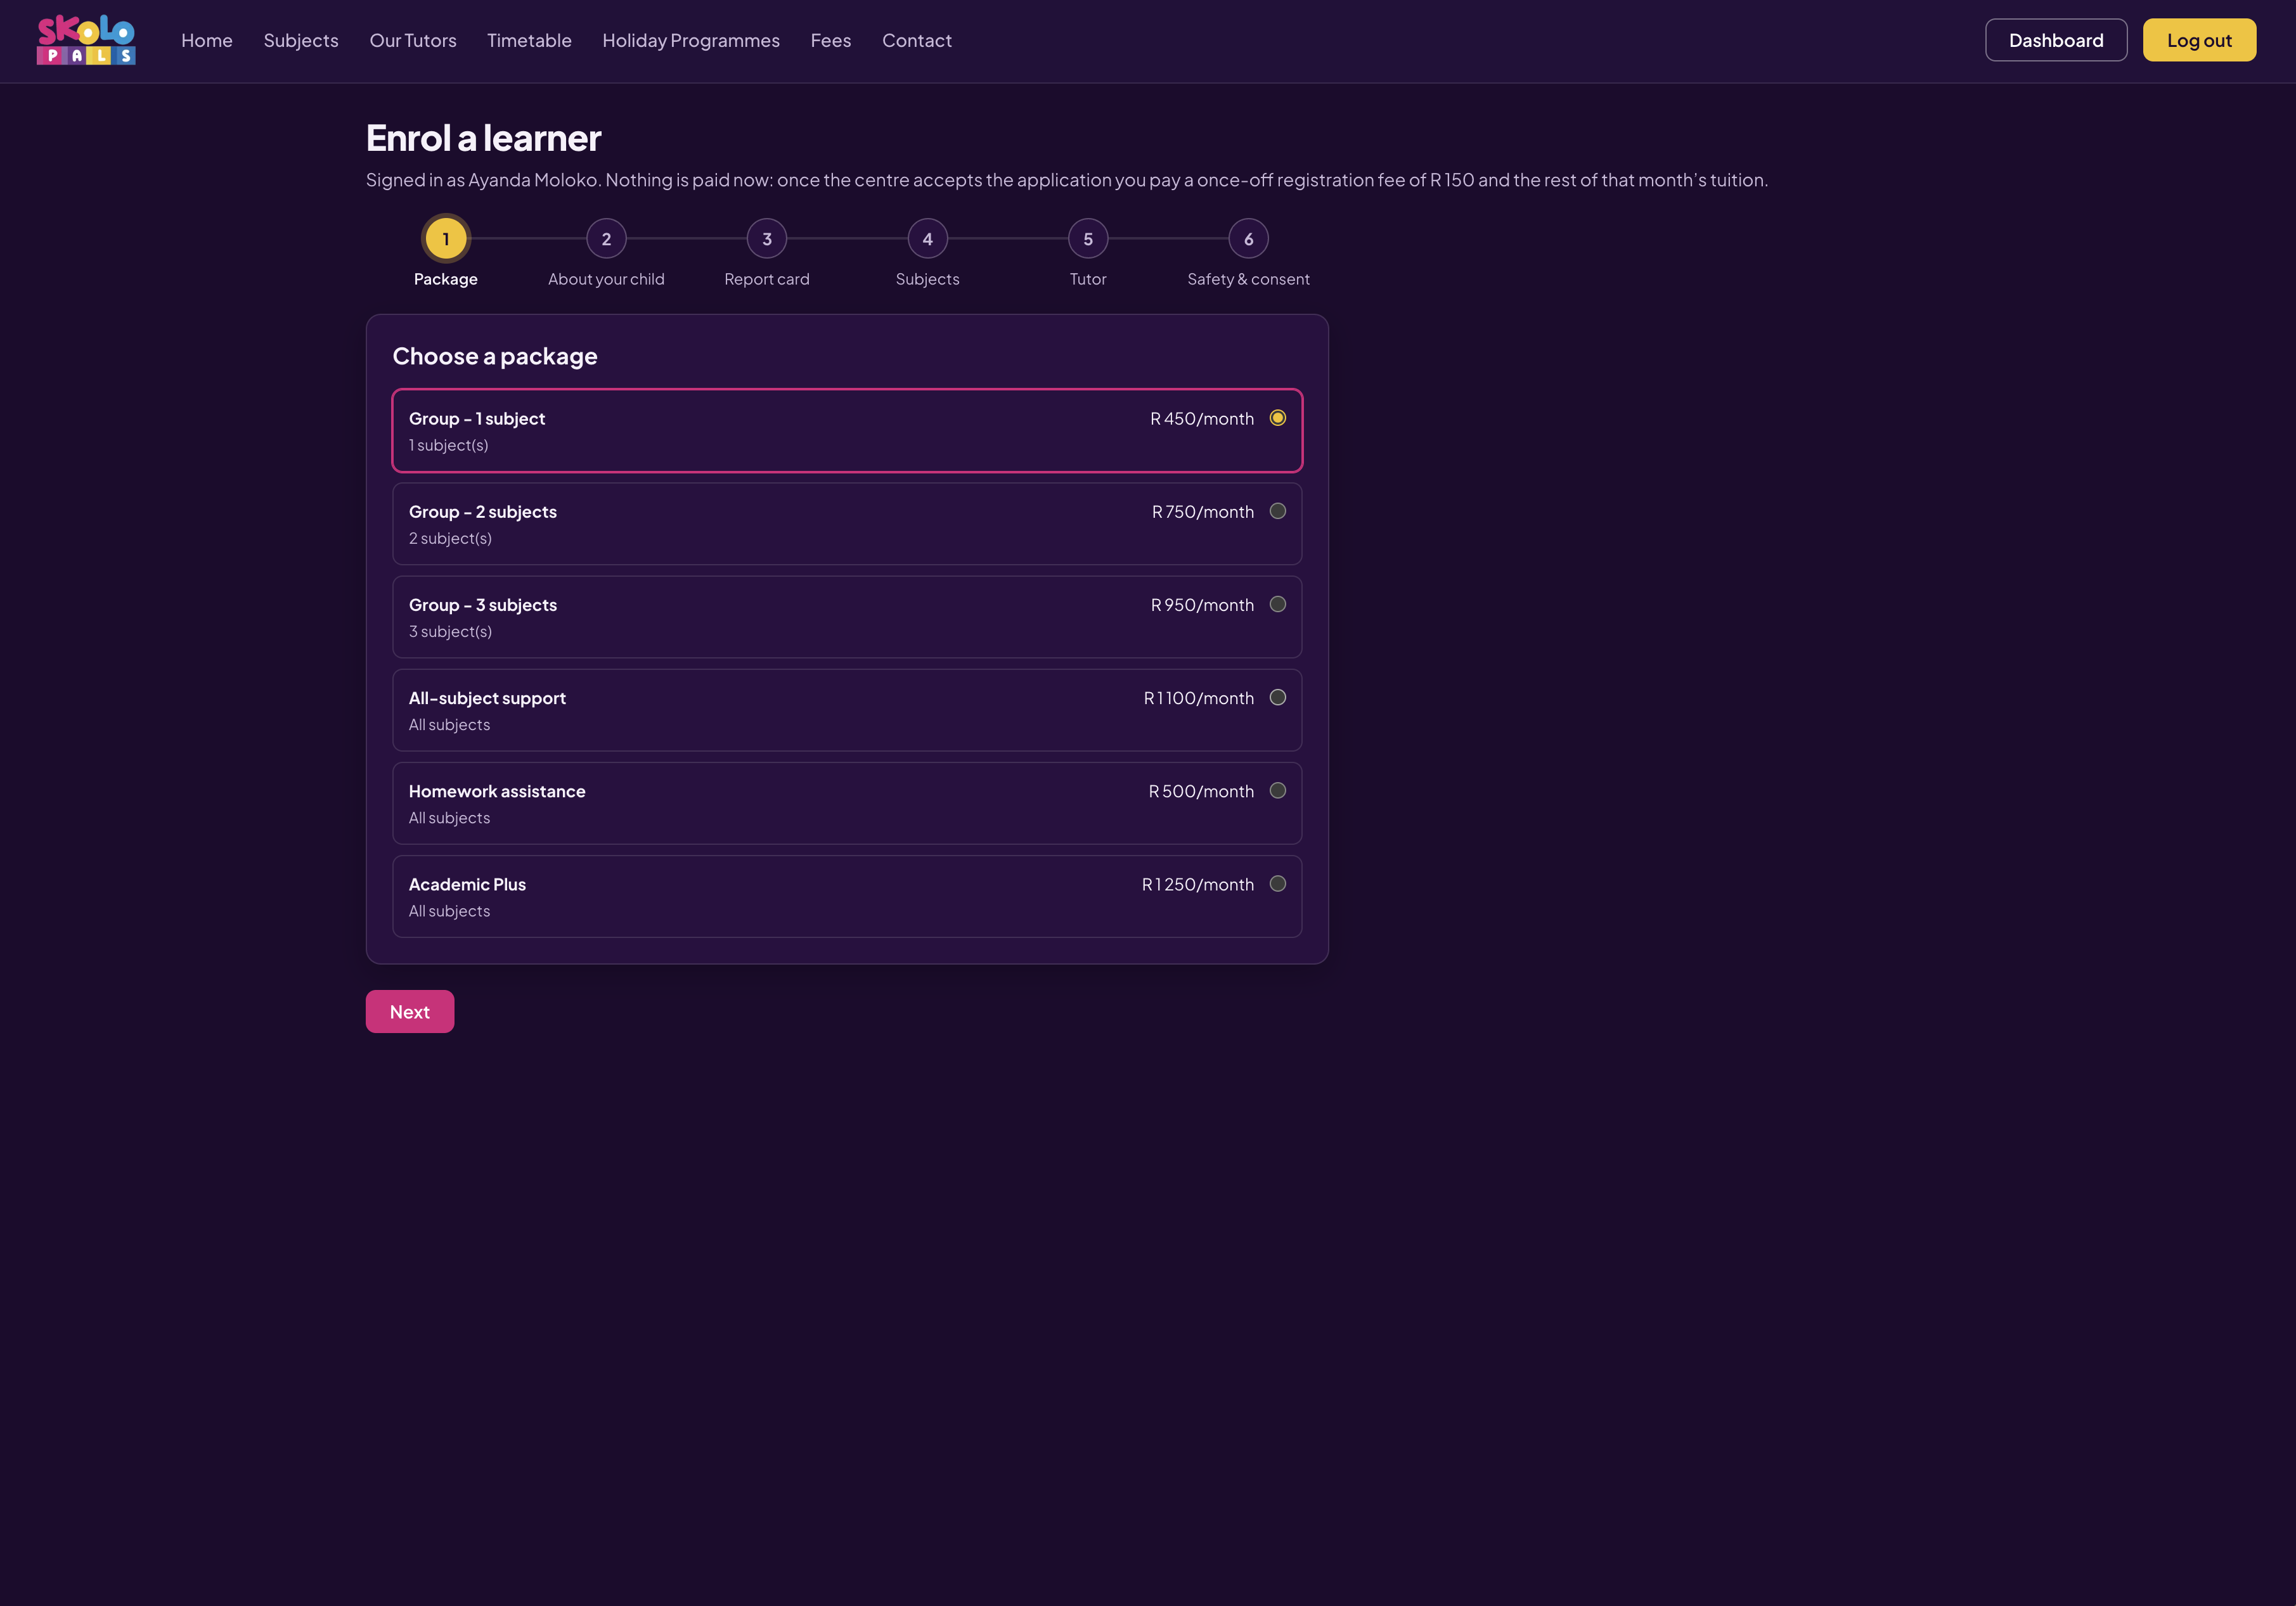 SKOLO
PALS
Home Subjects Our Tutors Timetable Holiday Programmes Fees Contact
Dashboard Log out
Enrol a learner
Signed in as Ayanda Moloko. Nothing is paid now: once the centre accepts the application you pay a once-off registration fee of R 150 and the rest of that month's tuition.
1 2 3 4 5 6
Package About your child Report card Subjects Tutor Safety & consent
Choose a package
Group – 1 subject R 450/month
1 subject(s)
Group – 2 subjects R 750/month
2 subject(s)
Group – 3 subjects R 950/month
3 subject(s)
All-subject support R 1 100/month
All subjects
Homework assistance R 500/month
All subjects
Academic Plus R 1 250/month
All subjects
Next